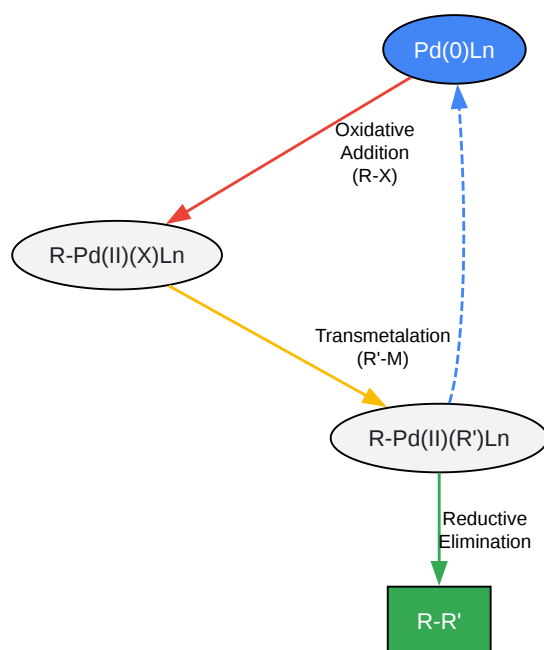 Pd(0)Ln
Oxidative
Addition
(R-X)
R-Pd(II)(X)Ln
Transmetalation
(R'-M)
R-Pd(II)(R')Ln
Reductive
Elimination
R-R'